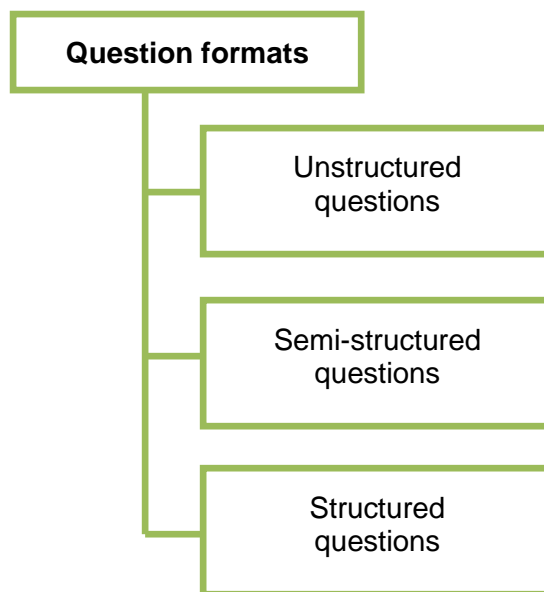 Question formats
Unstructured
questions
Semi-structured
questions
Structured
questions